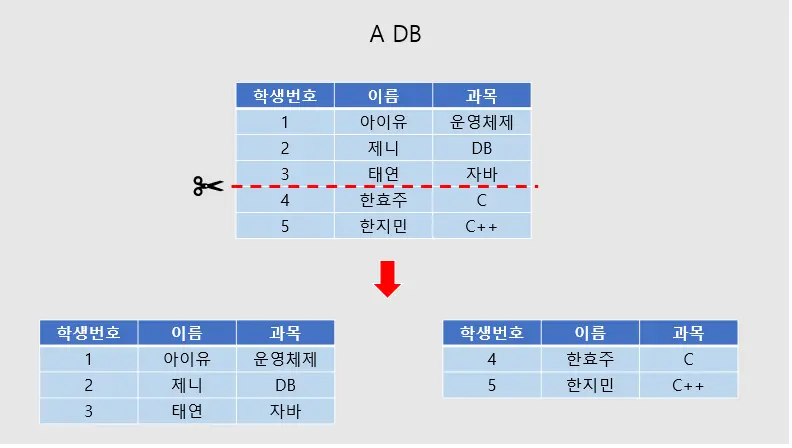 A DB
학생번호 이름 과목
1 아이유 운영체제
2 제니 DB
3 태연 자바
4 한효주 C
5 한지민 C++
학생번호 이름 과목
1 아이유 운영체제
2 제니 DB
3 태연 자바
학생번호 이름 과목
4 한효주 C
5 한지민 C++